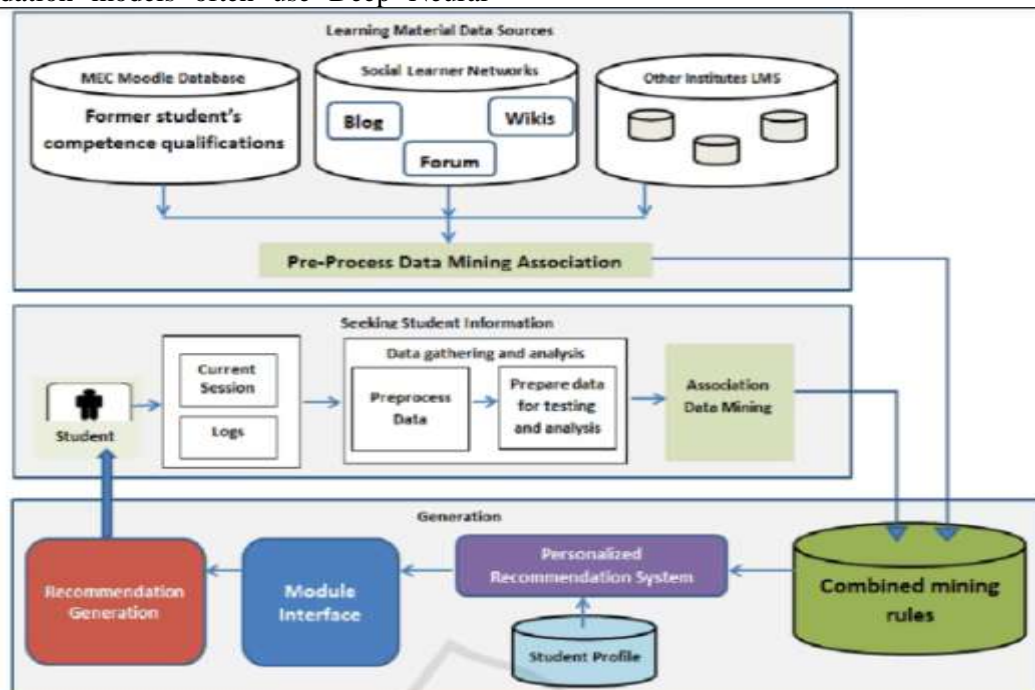 dation models often use Deep Neural
Learning Material Data Sources
MEC Moodle Database
Former student's
competence qualifications
Social Learner Networks
Blog
Wikis
Forum
Other Institutes LMS
Pre-Process Data Mining Association
Seeking Student Information
Student
Current
Session
Logs
Data gathering and analysis
Preprocess
Data
Prepare data
for testing
and analysis
Association
Data Mining
Generation
Recommendation
Generation
Module
Interface
Personalized
Recommendation System
Student Profile
Combined mining
rules